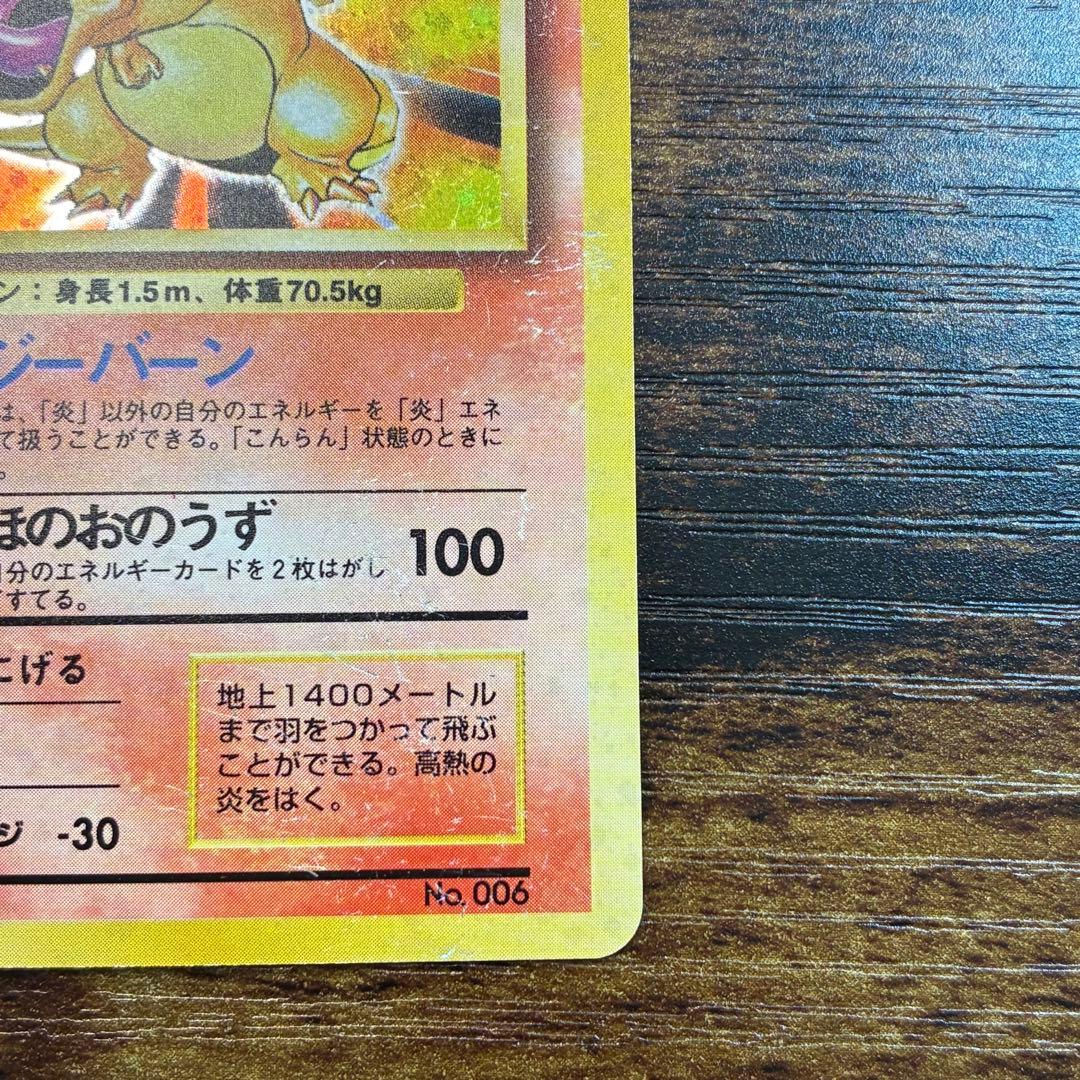 ン：身長1.5m、体重70.5kg
ジーバーン
は、「炎」以外の自分のエネルギーを「炎」エネ
て扱うことができる。「こんらん」状態のときに
。
ほのおのうず
100
分のエネルギーカードを2枚はがし
すてる。
にげる
地上1400メートル
まで羽をつかって飛ぶ
ことができる。高熱の
炎をはく。
ジ -30
No. 006